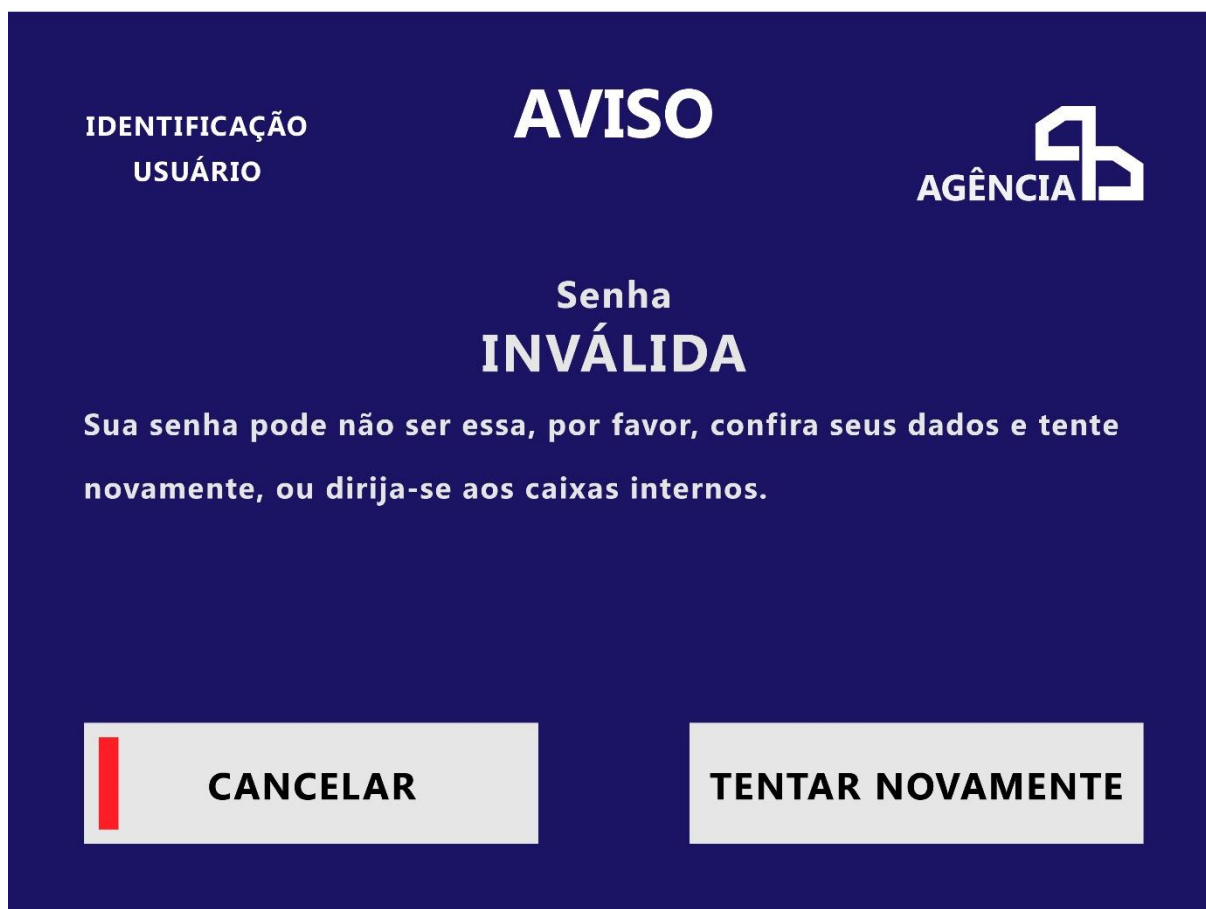 IDENTIFICAÇÃO
USUÁRIO
AVISO
AGÊNCIA
Senha
INVÁLIDA
Sua senha pode não ser essa, por favor, confira seus dados e tente
novamente, ou dirija-se aos caixas internos.
CANCELAR
TENTAR NOVAMENTE